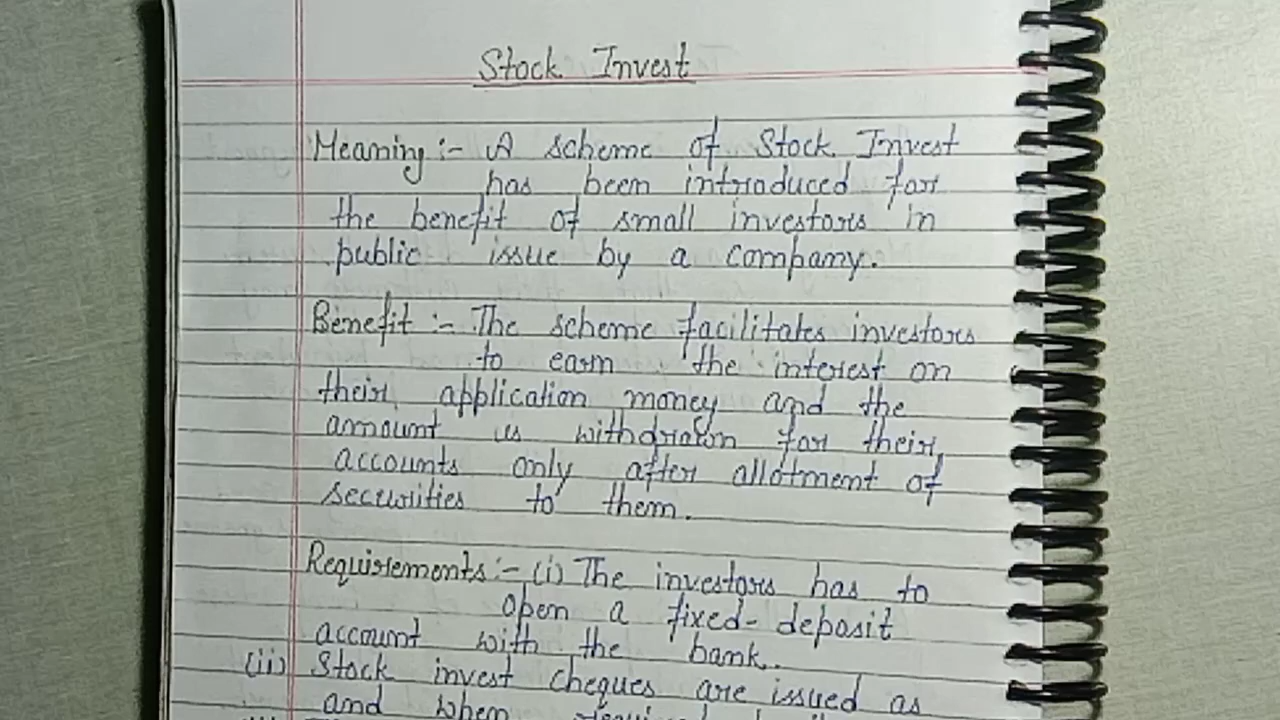 Stock Invest
Meaning :- A scheme of Stock Invest
has been introduced for
the benefit of small investors in
public issue by a company.
Benefit :- The scheme facilitates investors
to earn the interest on
their application money and the
amount is withdrawn for their
accounts only after allotment of
securities to them.
Requirements :- (i) The investors has to
open a fixed-deposit
account with the bank.
(ii) Stock invest cheques are issued as
and when